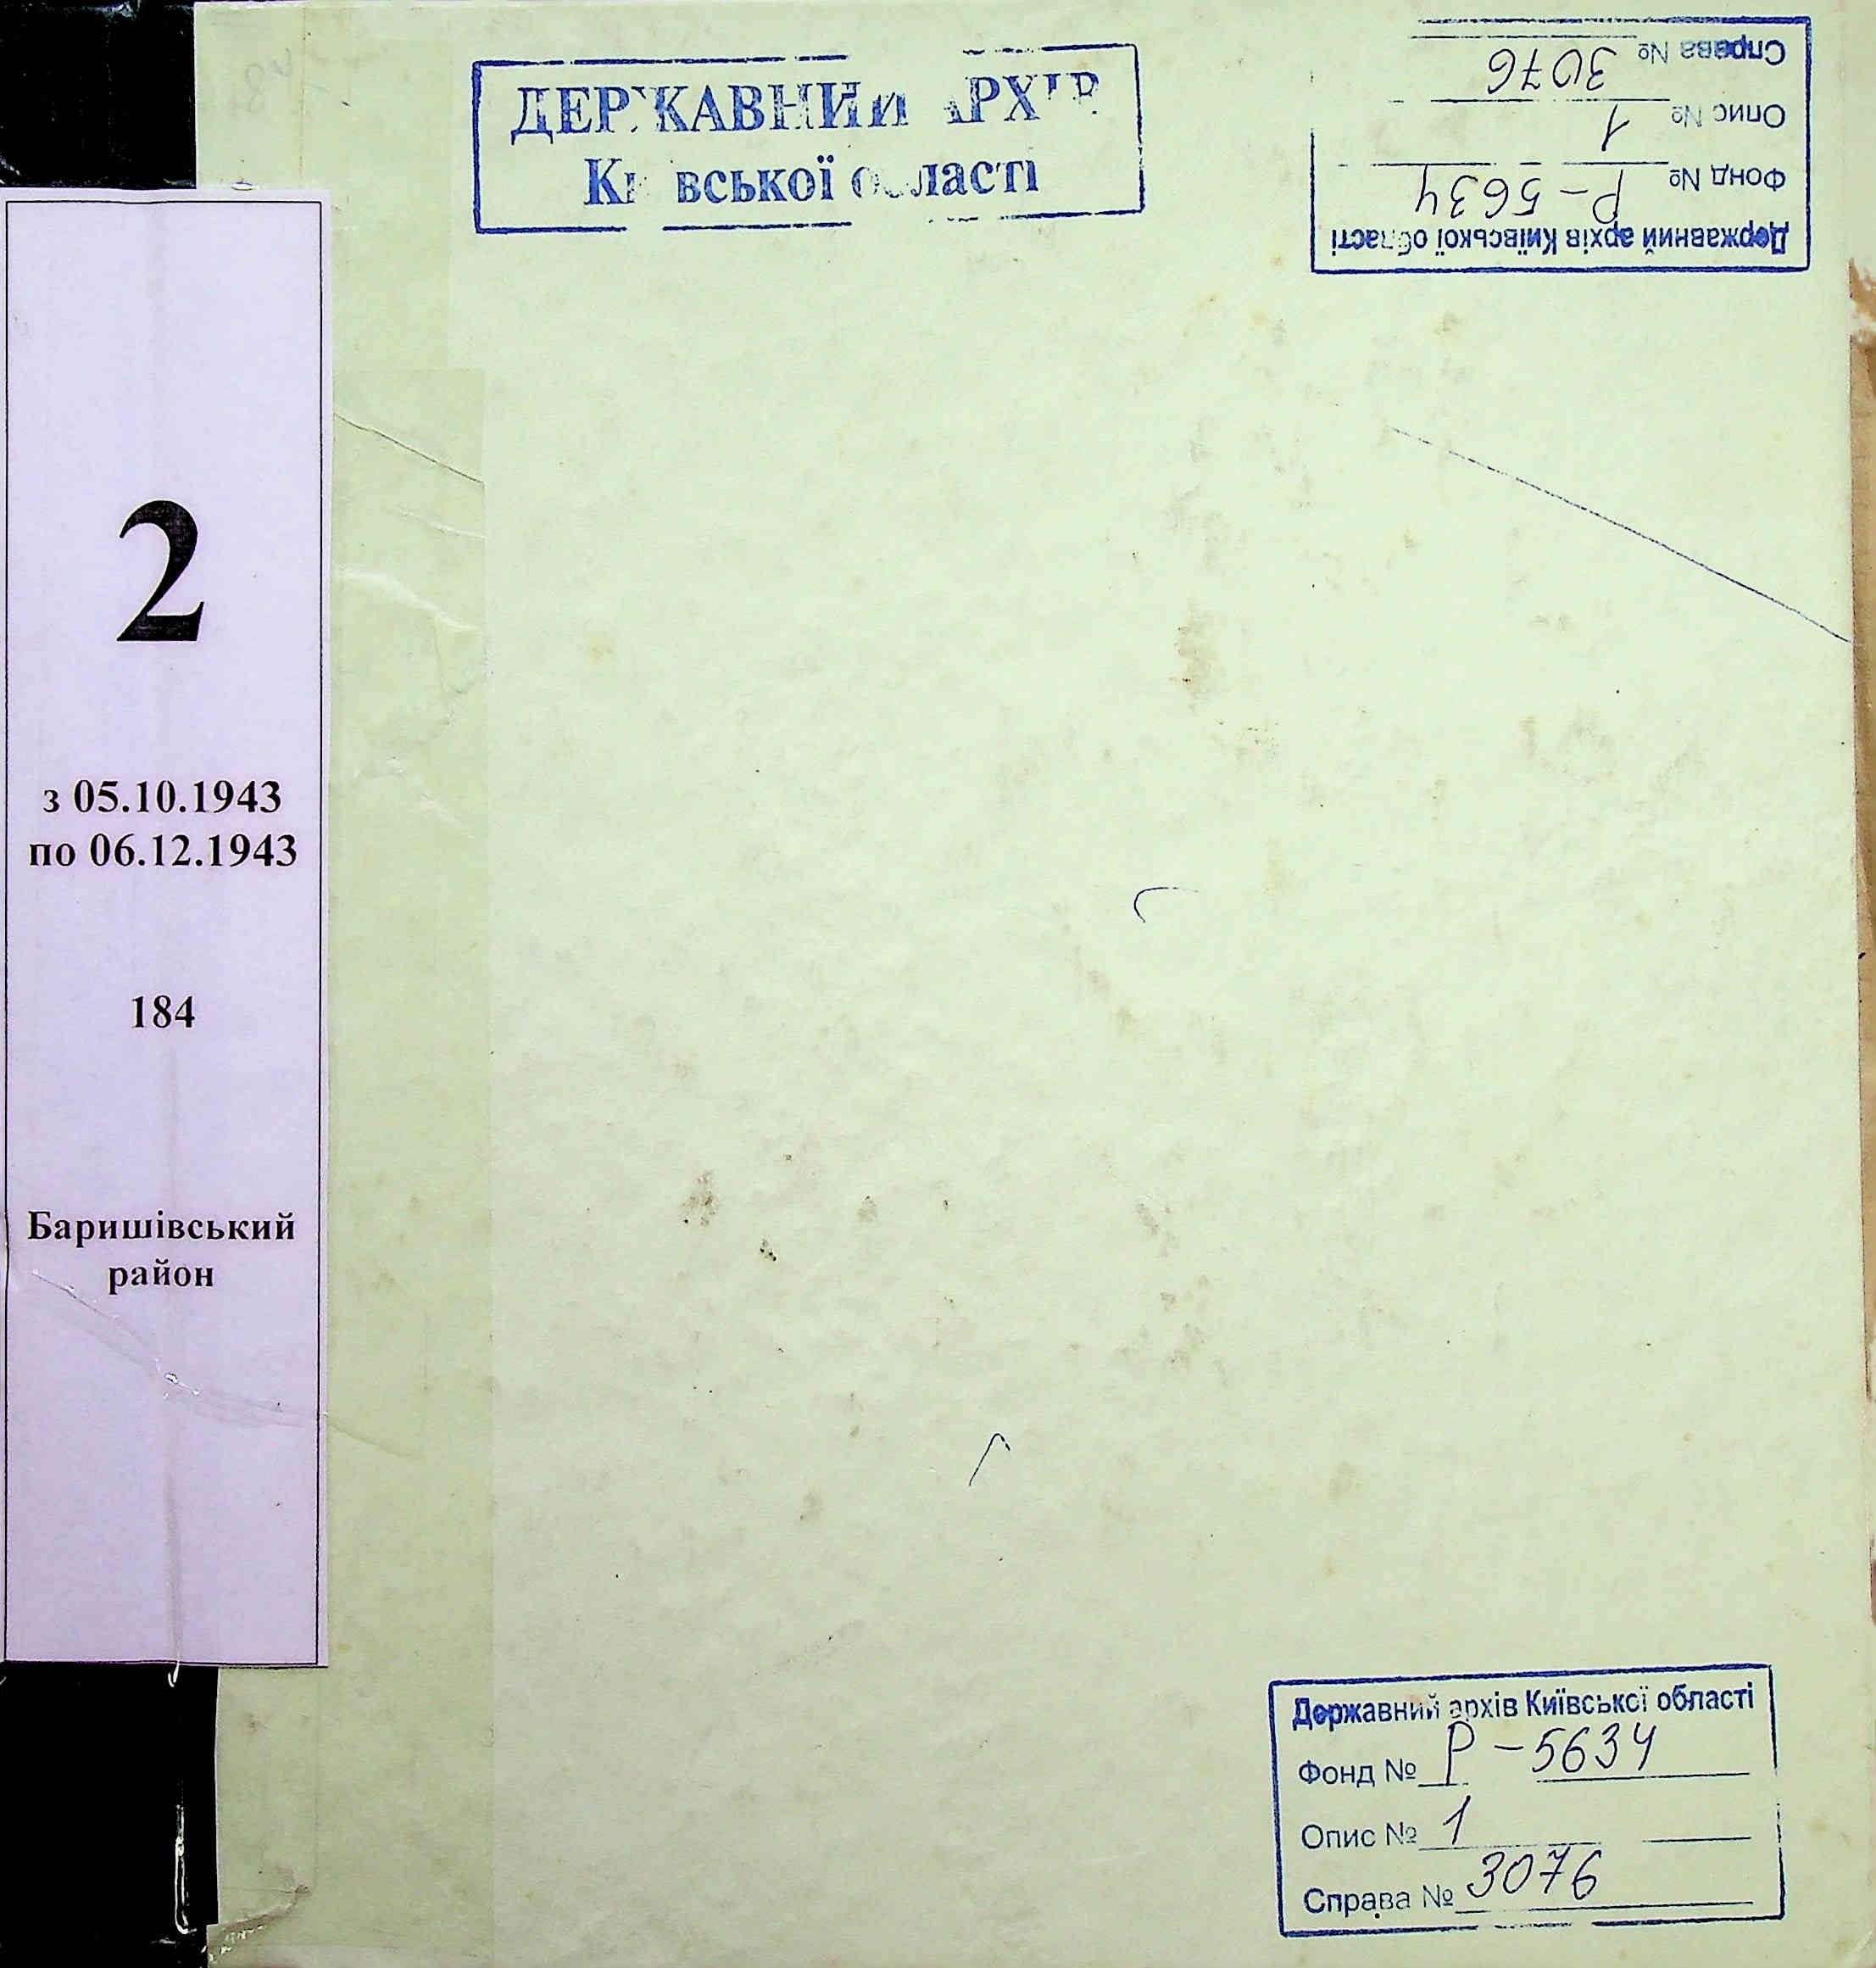 ДЕРЖАВНИЙ АРХІВ
Київської області
Справа № 3076
Опис № 1
Фонд № Р-5634
Державний архів Київської області
2
з 05.10.1943
по 06.12.1943
184
Баришівський
район
Державний архів Київської області
Фонд № Р-5634
Опис № 1
Справа № 3076